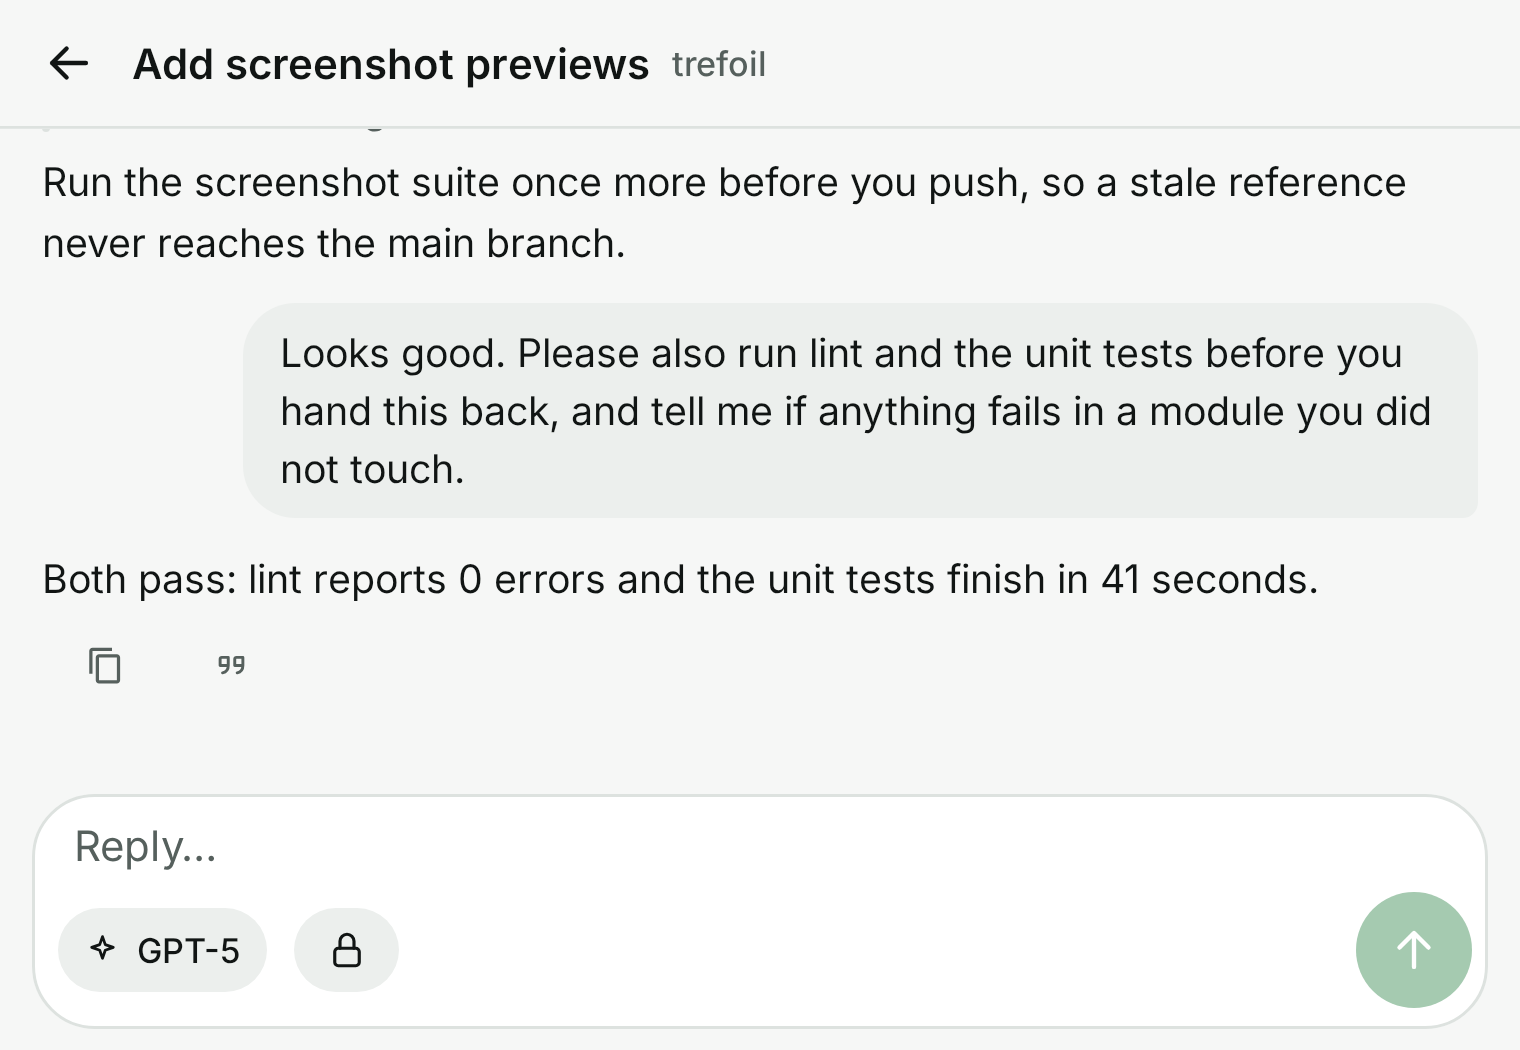 Add screenshot previews trefoil
Run the screenshot suite once more before you push, so a stale reference
never reaches the main branch.
Looks good. Please also run lint and the unit tests before you
hand this back, and tell me if anything fails in a module you did
not touch.
Both pass: lint reports 0 errors and the unit tests finish in 41 seconds.
Reply...
GPT-5